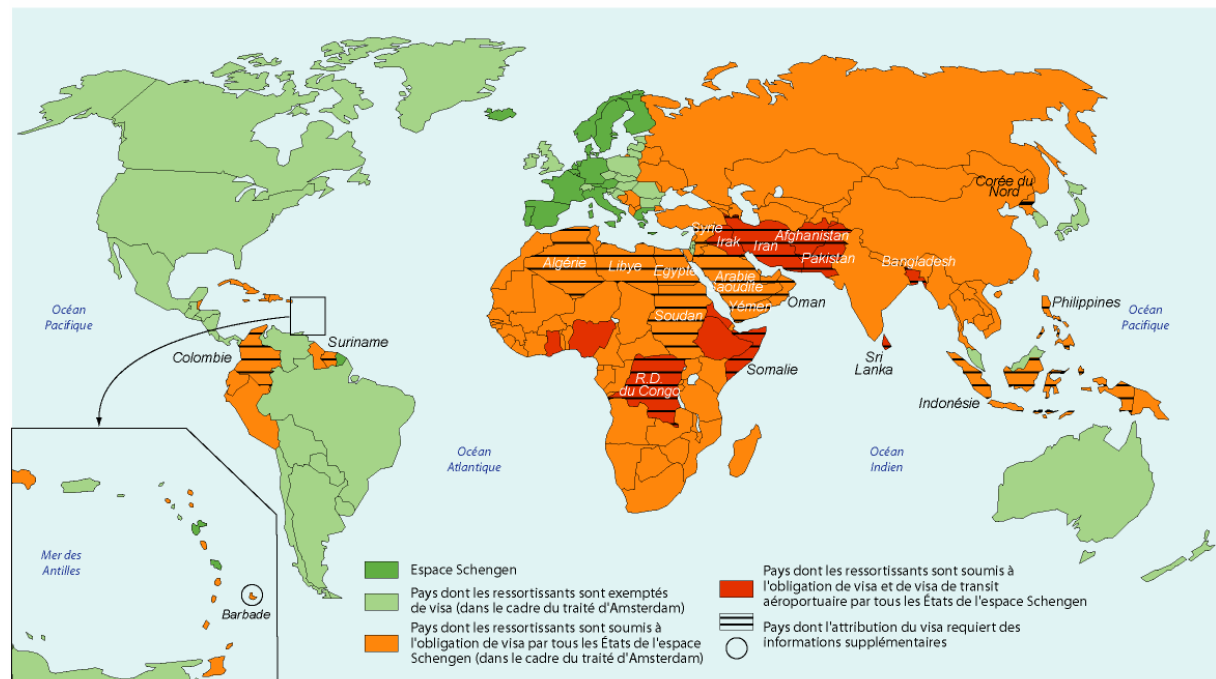 Corée du
Nord
Syrie
Irak
Iran
Afghanistan
Pakistan
Bangladesh
Algérie
Libye
Egypte
Arabie
Saoudite
Yémen
Oman
Soudan
Océan
Pacifique
Philippines
Océan
Pacifique
Colombie
Suriname
Somalie
Sri
Lanka
R.D.
du Congo
Indonésie
Océan
Atlantique
Océan
Indien
Mer des
Antilles
Barbade
Espace Schengen
Pays dont les ressortissants sont exemptés
de visa (dans le cadre du traité d'Amsterdam)
Pays dont les ressortissants sont soumis à
l'obligation de visa par tous les États de l'espace
Schengen (dans le cadre du traité d'Amsterdam)
Pays dont les ressortissants sont soumis à
l'obligation de visa et de visa de transit
aéroportuaire par tous les États de l'espace Schengen
Pays dont l'attribution du visa requiert des
informations supplémentaires